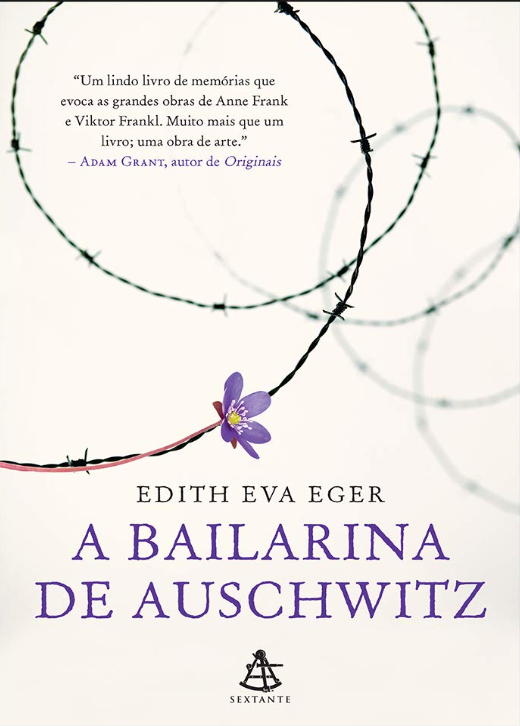 “Um lindo livro de memórias que
evoca as grandes obras de Anne Frank
e Viktor Frankl. Muito mais que um
livro; uma obra de arte.”
– Adam Grant, autor de Originais
EDITH EVA EGER
A BAILARINA
DE AUSCHWITZ
SEXTANTE